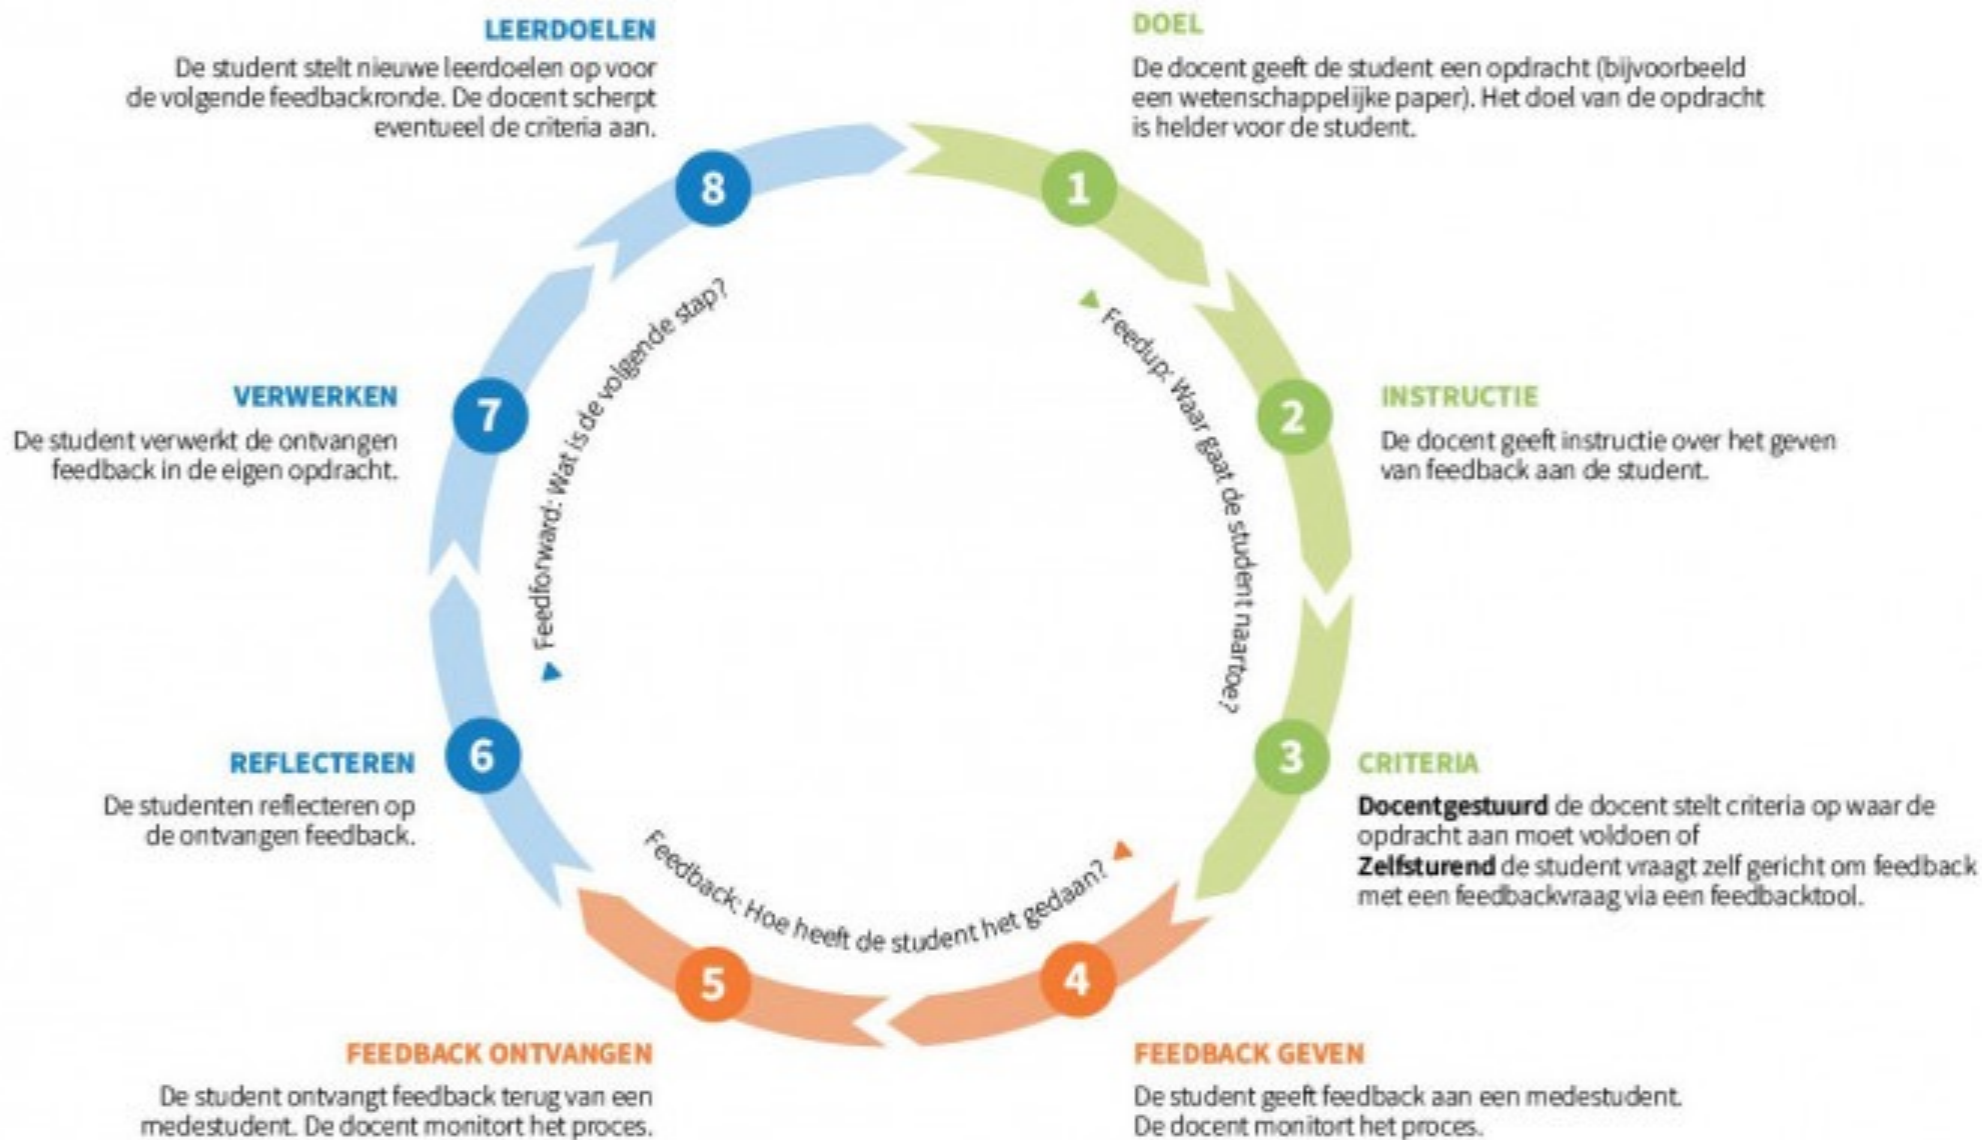 DOEL
De docent geeft de student een opdracht (bijvoorbeeld
een wetenschappelijke paper). Het doel van de opdracht
is helder voor de student.
1
Feedup: Waar gaat de student naartoe?
2
INSTRUCTIE
De docent geeft instructie over het geven
van feedback aan de student.
3
CRITERIA
Docentgestuurd de docent stelt criteria op waar de
opdracht aan moet voldoen of
Zelfsturend de student vraagt zelf gericht om feedback
met een feedbackvraag via een feedbacktool.
Feedback: Hoe heeft de student het gedaan?
4
FEEDBACK GEVEN
De student geeft feedback aan een medestudent.
De docent monitort het proces.
5
FEEDBACK ONTVANGEN
De student ontvangt feedback terug van een
medestudent. De docent monitort het proces.
Feedforward: Wat is de volgende stap?
6
REFLECTEREN
De studenten reflecteren op
de ontvangen feedback.
7
VERWERKEN
De student verwerkt de ontvangen
feedback in de eigen opdracht.
8
LEERDOELEN
De student stelt nieuwe leerdoelen op voor
de volgende feedbackronde. De docent scherpt
eventueel de criteria aan.